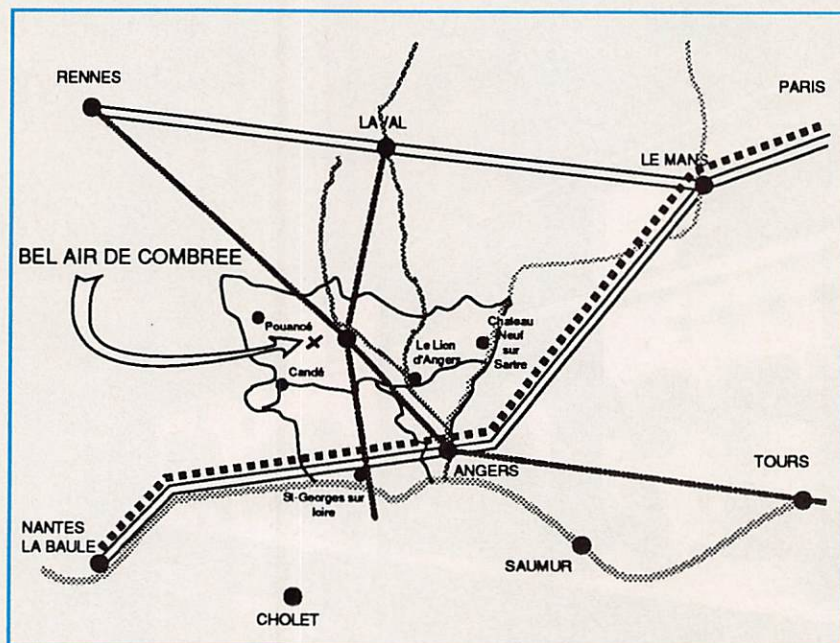 RENNES
PARIS
LAVAL
LE MANS
BEL AIR DE COMBREE
Pouancé
Chateau
Neuf
sur
Sartre
Le Lion
d'Angers
Candé
ANGERS
TOURS
St-Georges sur
loire
NANTES
LA BAULE
SAUMUR
CHOLET